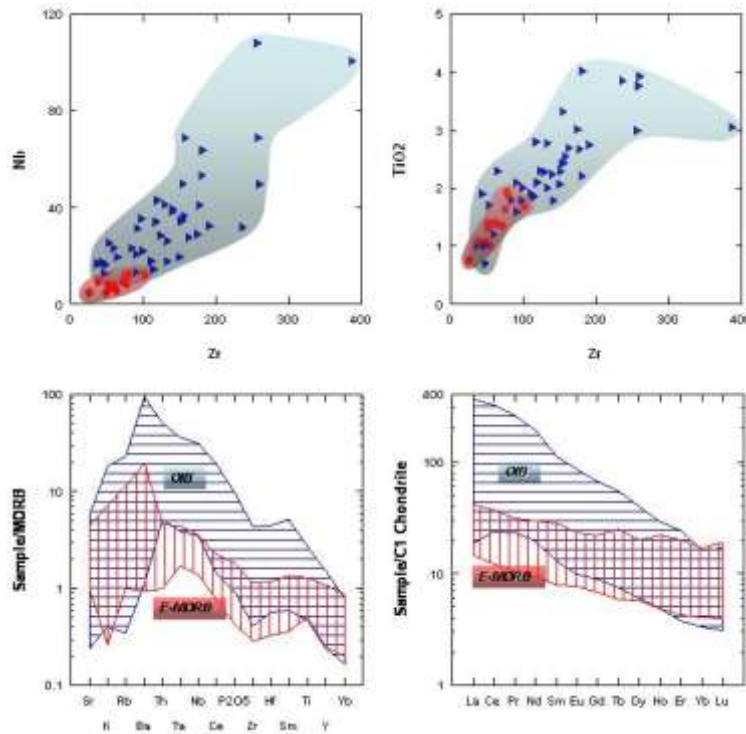 120
80
40
0
Nb
0 100 200 300 400
Zr
5
4
3
2
1
0
TiO2
0 100 200 300 400
Zr
100
10
1
0.1
Sample/MORB
OIB
E-MORB
Sr Rb Th Nb P2O5 Hf Ti Yb
K Ba Ta Ce Zr Sm Y
400
100
10
1
Sample/C1 Chondrite
OIB
E-MORB
La Ce Pr Nd Sm Eu Gd Tb Dy Ho Er Yb Lu